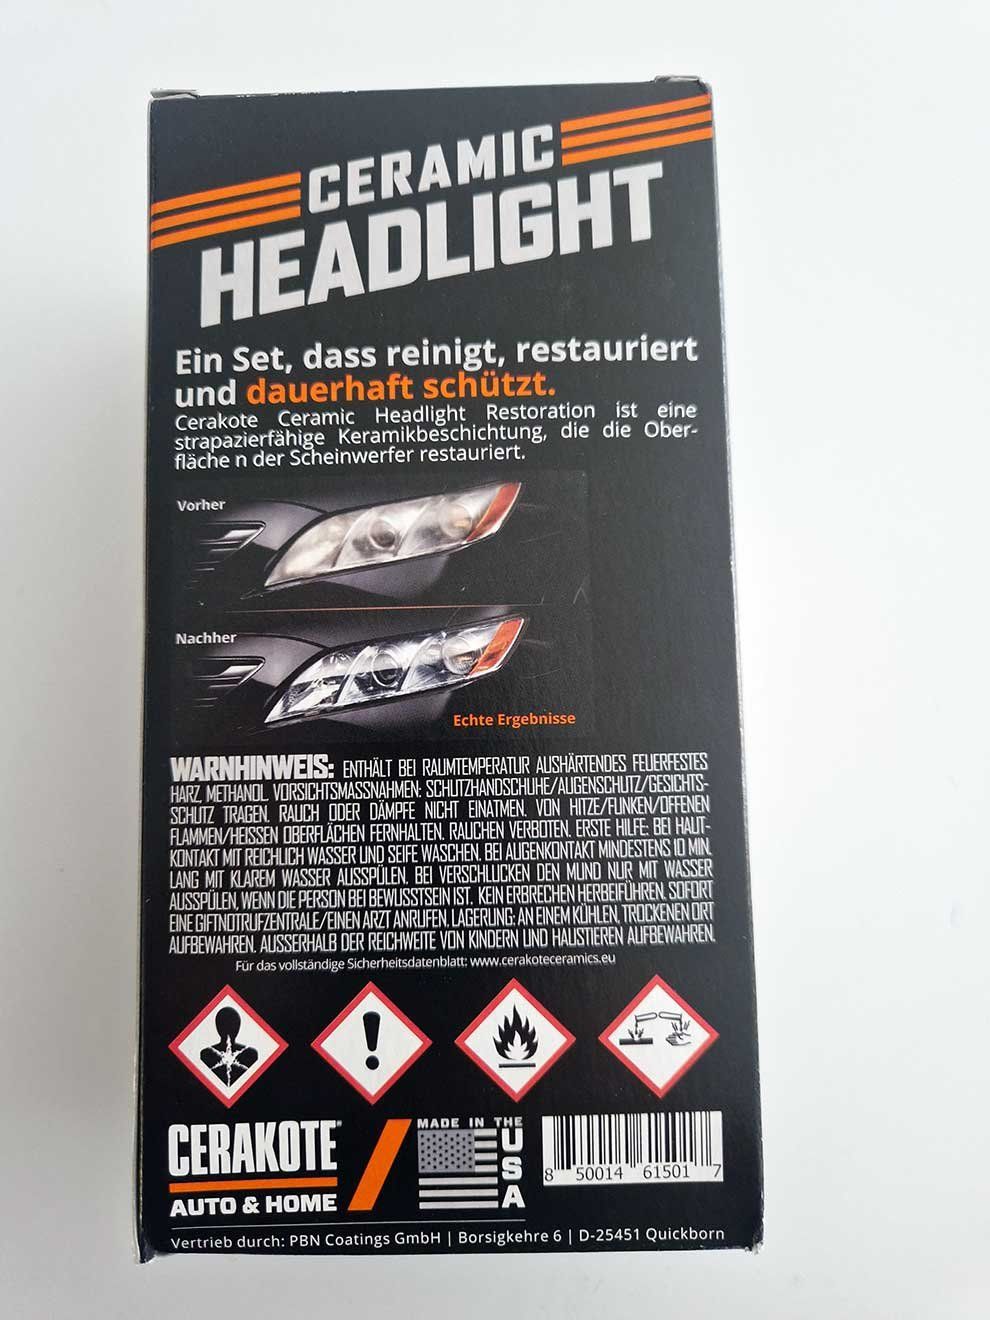 CERAMIC
HEADLIGHT
Ein Set, dass reinigt, restauriert
und dauerhaft schützt.
Cerakote Ceramic Headlight Restoration ist eine
strapazierfähige Keramikbeschichtung, die die Ober-
fläche n der Scheinwerfer restauriert.
Vorher
Nachher
Echte Ergebnisse
WARNHINWEIS: ENTHÄLT BEI RAUMTEMPERATUR AUSHÄRTENDES FEUERFESTES
HARZ, METHANOL. VORSICHTSMASSNAHMEN: SCHUTZHANDSCHUHE/AUGENSCHUTZ/GESICHTS-
SCHUTZ TRAGEN. RAUCH ODER DÄMPFE NICHT EINATMEN. VON HITZE/FUNKEN/OFFENEN
FLAMMEN/HEISSEN OBERFLÄCHEN FERNHALTEN. RAUCHEN VERBOTEN. ERSTE HILFE: BEI HAUT-
KONTAKT MIT REICHLICH WASSER UND SEIFE WASCHEN. BEI AUGENKONTAKT MINDESTENS 10 MIN.
LANG MIT KLAREM WASSER AUSSPÜLEN. BEI VERSCHLUCKEN DEN MUND NUR MIT WASSER
AUSSPÜLEN, WENN DIE PERSON BEI BEWUSSTSEIN IST. KEIN ERBRECHEN HERBEIFÜHREN. SOFORT
EINE GIFTNOTRUFZENTRALE/EINEN ARZT ANRUFEN. LAGERUNG: AN EINEM KÜHLEN, TROCKENEN ORT
AUFBEWAHREN. AUSSERHALB DER REICHWEITE VON KINDERN UND HAUSTIEREN AUFBEWAHREN.
Für das vollständige Sicherheitsdatenblatt: www.cerakoteceramics.eu
CERAKOTE®
AUTO & HOME
MADE IN THE
USA
8 50014 61501 7
Vertrieb durch: PBN Coatings GmbH | Borsigkehre 6 | D-25451 Quickborn